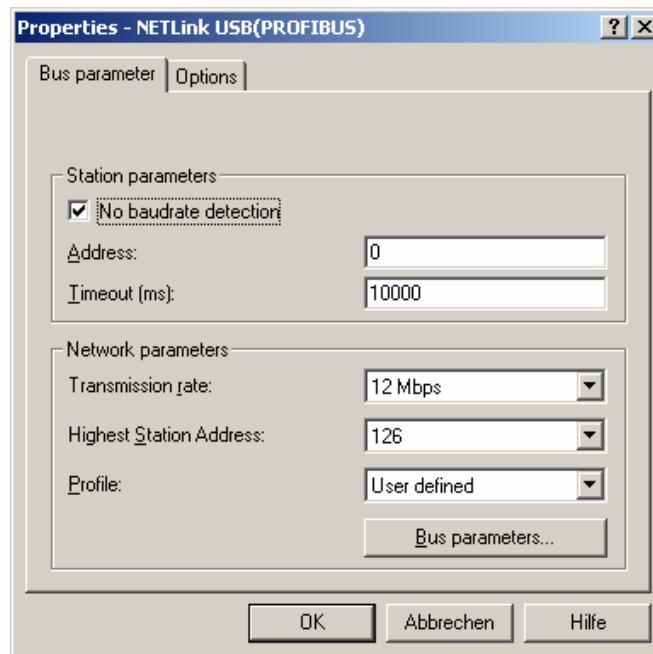 Properties - NETLink USB(PROFIBUS)
Bus parameter Options
Station parameters
No baudrate detection
Address: 0
Timeout (ms): 10000
Network parameters
Transmission rate: 12 Mbps
Highest Station Address: 126
Profile: User defined
Bus parameters...
OK Abbrechen Hilfe